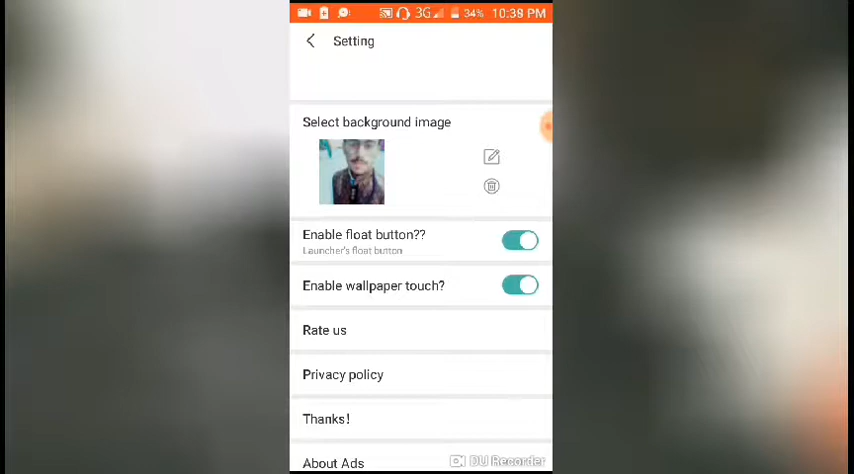 3G 34% 10:38 PM
Setting
Select background image
Enable float button??
Launcher's float button
Enable wallpaper touch?
Rate us
Privacy policy
Thanks!
About Ads
DU Recorder